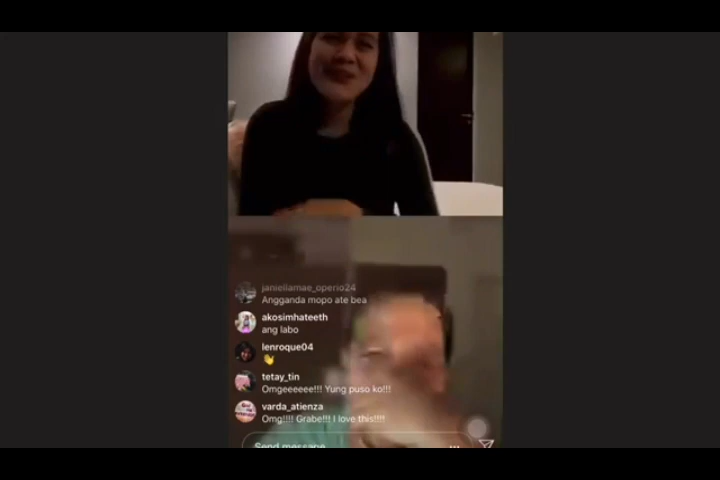 janiellamae_operio24
Angganda mopo ate bea
akosimhateeth
ang labo
lenroque04
👋
tetay_tin
Omgeeeeee!!! Yung puso ko!!!
varda_atienza
Omg!!!! Grabe!!! I love this!!!!
Send message